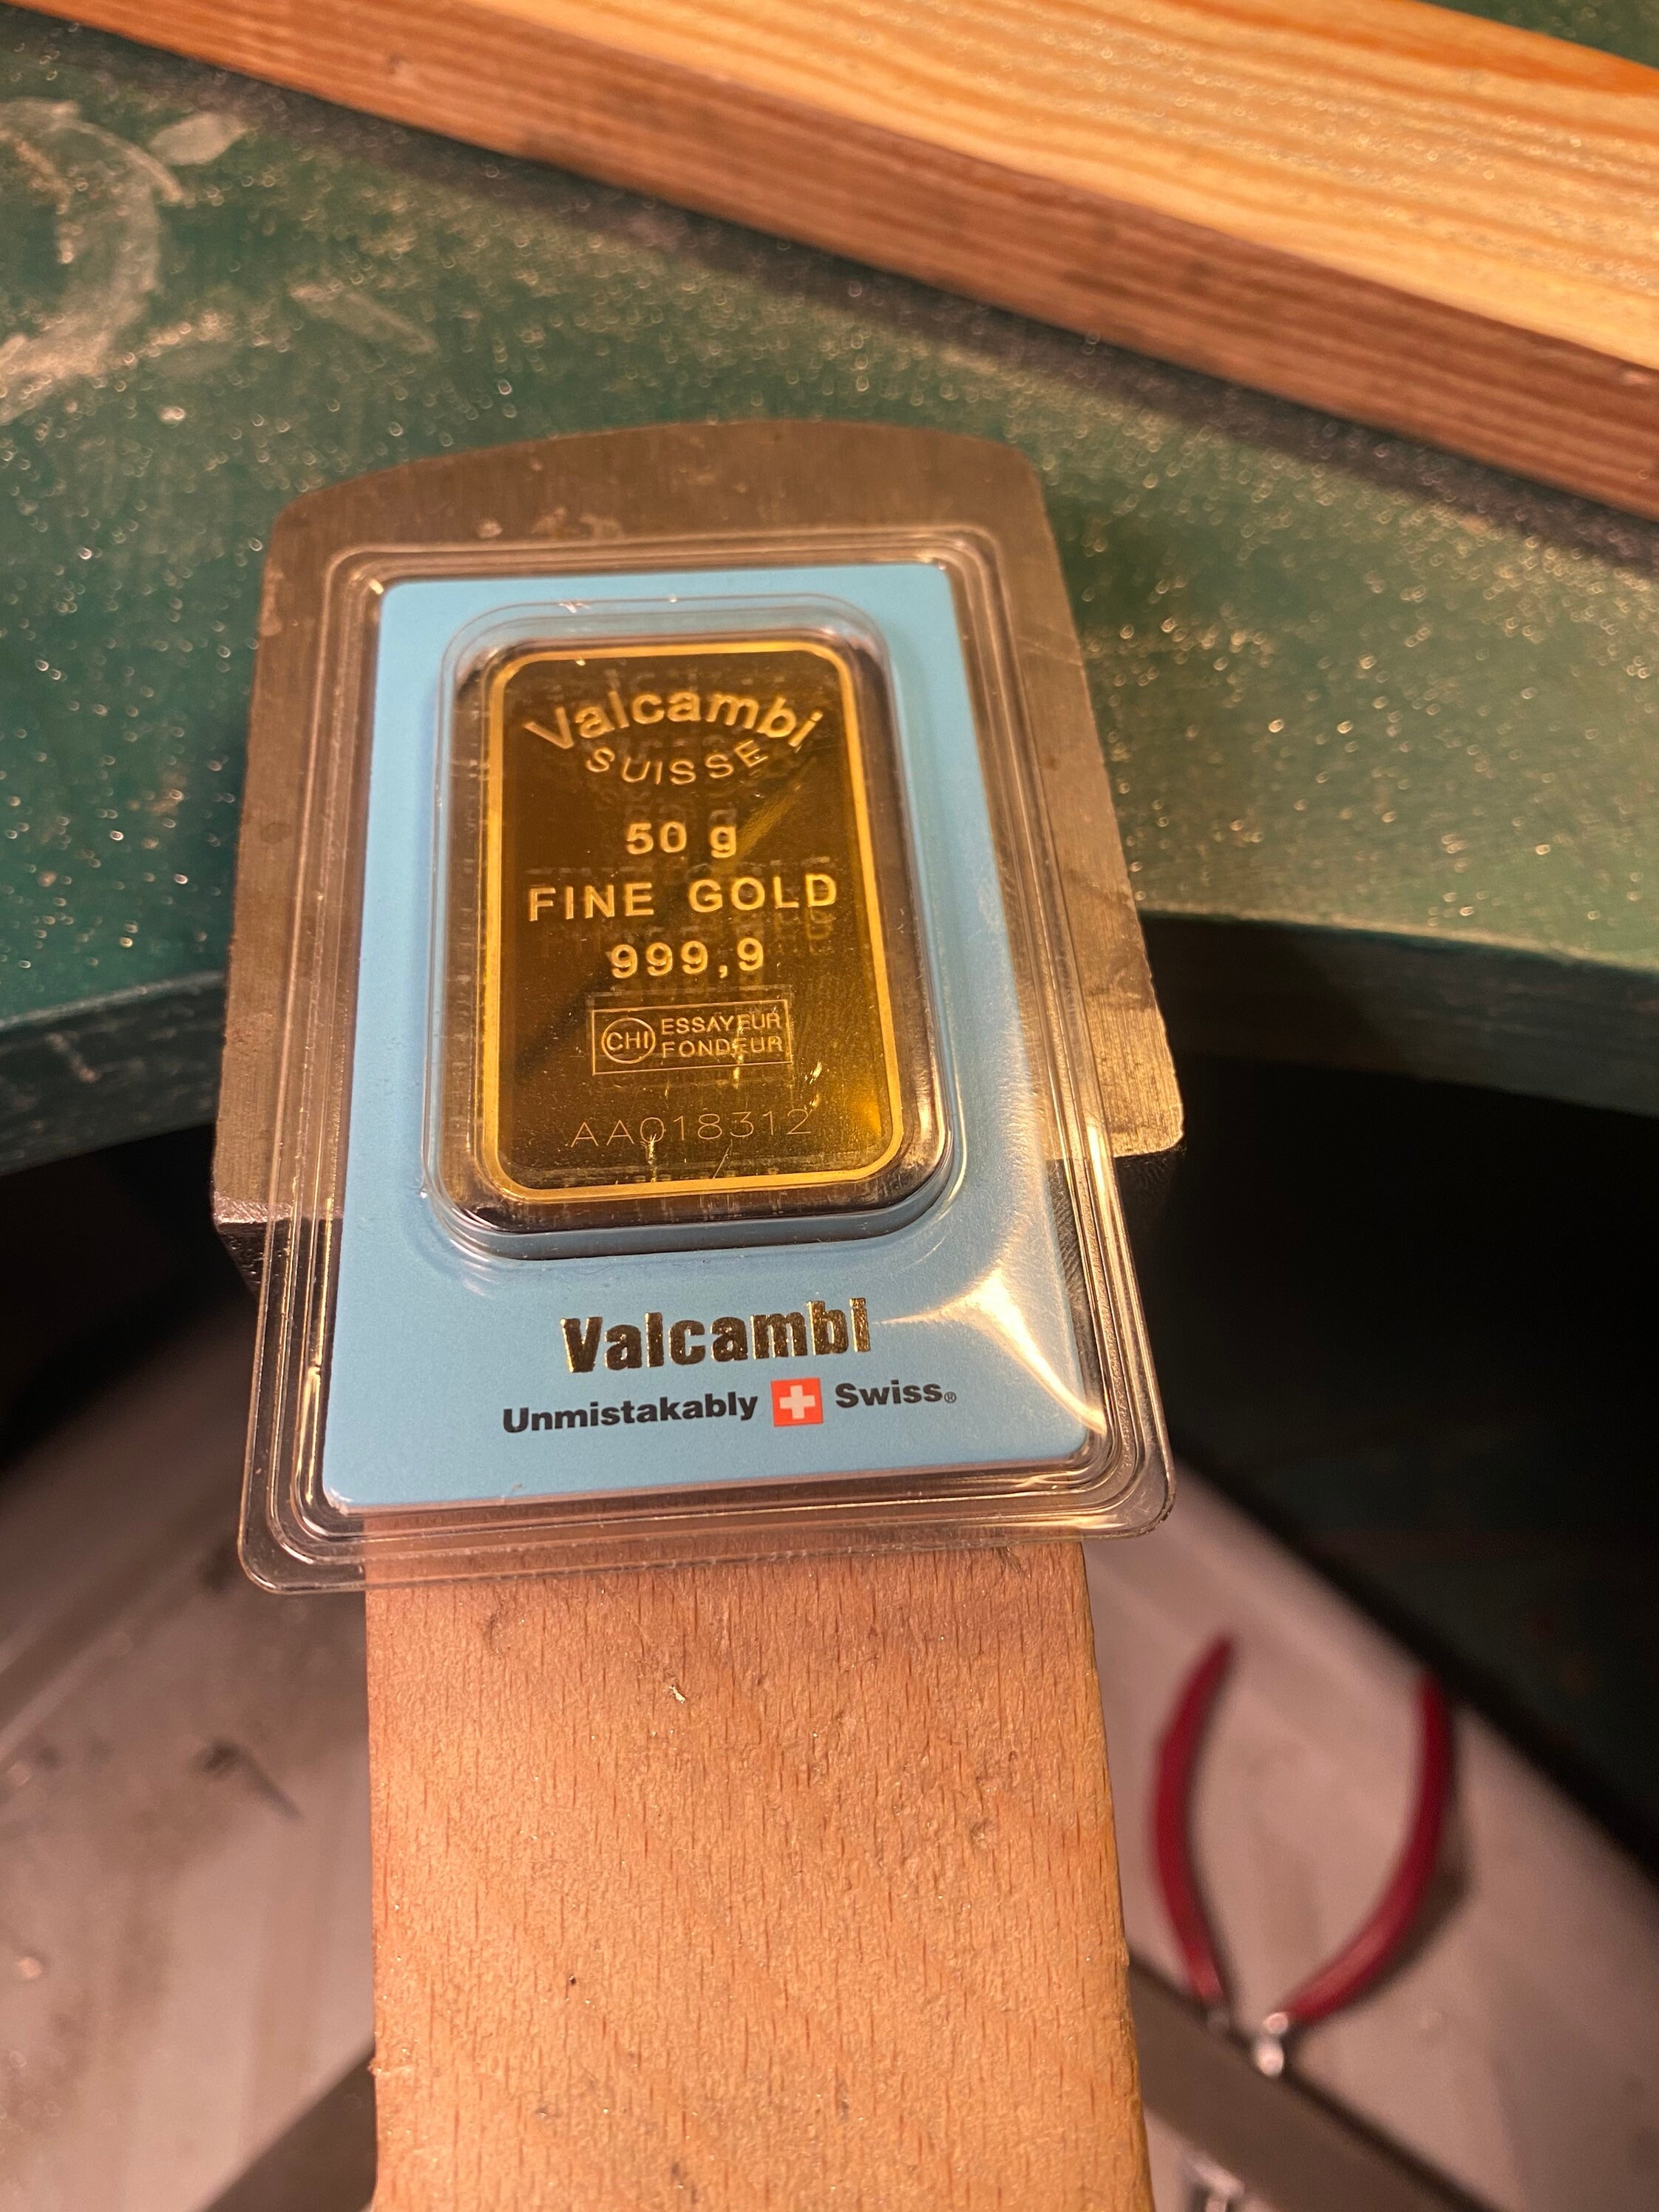 Valcambi
SUISSE
50 g
FINE GOLD
999,9
CHI ESSAYEUR
FONDEUR
AA018312
Valcambi
Unmistakably Swiss®